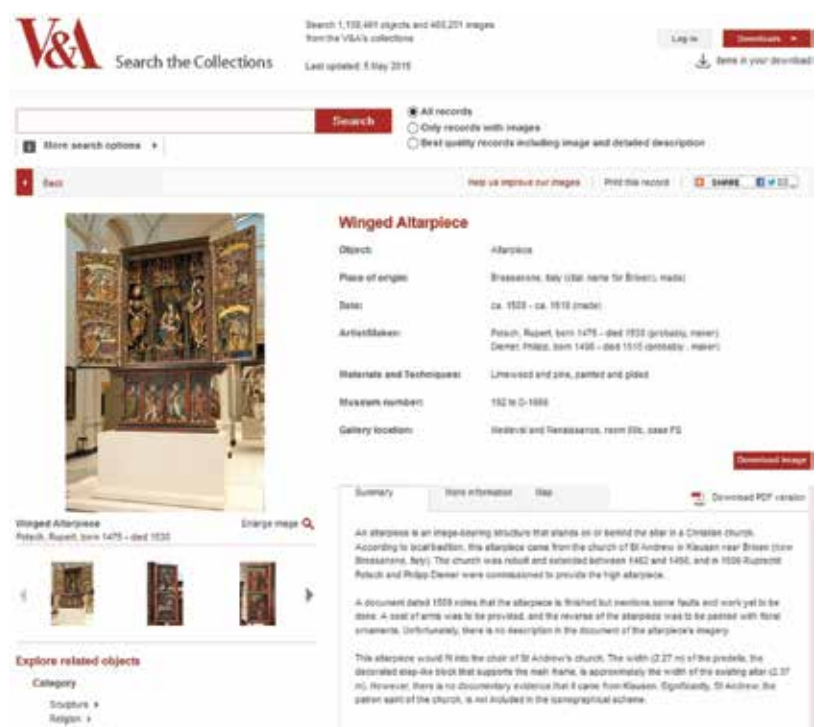 V&A Search the Collections
Search 1,159,461 objects and 460,251 images
from the V&A's collections
Last updated: 5 May 2015
Log in
Downloads
items in your download
Search
All records
Only records with images
Best quality records including image and detailed description
More search options
Back
Help us improve our images
Print this record
SHARE
Winged Altarpiece
Object:
Altarpiece
Place of origin:
Bressanone, Italy (Ital. name for Brixen), made)
Date:
ca. 1509 - ca. 1510 (made)
Artist/Maker:
Potsch, Rupert, born 1475 - died 1530 (probably, maker)
Diemer, Philipp, born 1496 - died 1510 (probably, maker)
Materials and Techniques:
Limewood and pine, painted and gilded
Museum number:
192 to D-1866
Gallery location:
Medieval and Renaissance, room 50c, case FS
Download image
Summary
More information
Map
Download PDF version
Winged Altarpiece
Enlarge image
Potsch, Rupert, born 1475 - died 1530
An altarpiece is an image-bearing structure that stands on or behind the altar in a Christian church.
According to local tradition, this altarpiece came from the church of St Andrew in Klausen near Brixen (now
Bressanone, Italy). The church was rebuilt and extended between 1482 and 1498, and in 1506 Ruprecht
Potsch and Philipp Diemer were commissioned to provide the high altarpiece.
A document dated 1509 notes that the altarpiece is finished but mentions some faults and work yet to be
done. A coat of arms was to be provided, and the reverse of the altarpiece was to be painted with floral
ornaments. Unfortunately, there is no description in the document of the altarpiece's imagery.
This altarpiece would fit into the choir of St Andrew's church. The width (2.27 m) of the predella, the
decorated step-like block that supports the main frame, is approximately the width of the existing altar (2.37
m). However, there is no documentary evidence that it came from Klausen. Significantly, St Andrew, the
patron saint of the church, is not included in the iconographical scheme.
Explore related objects
Category
Sculpture
Religion